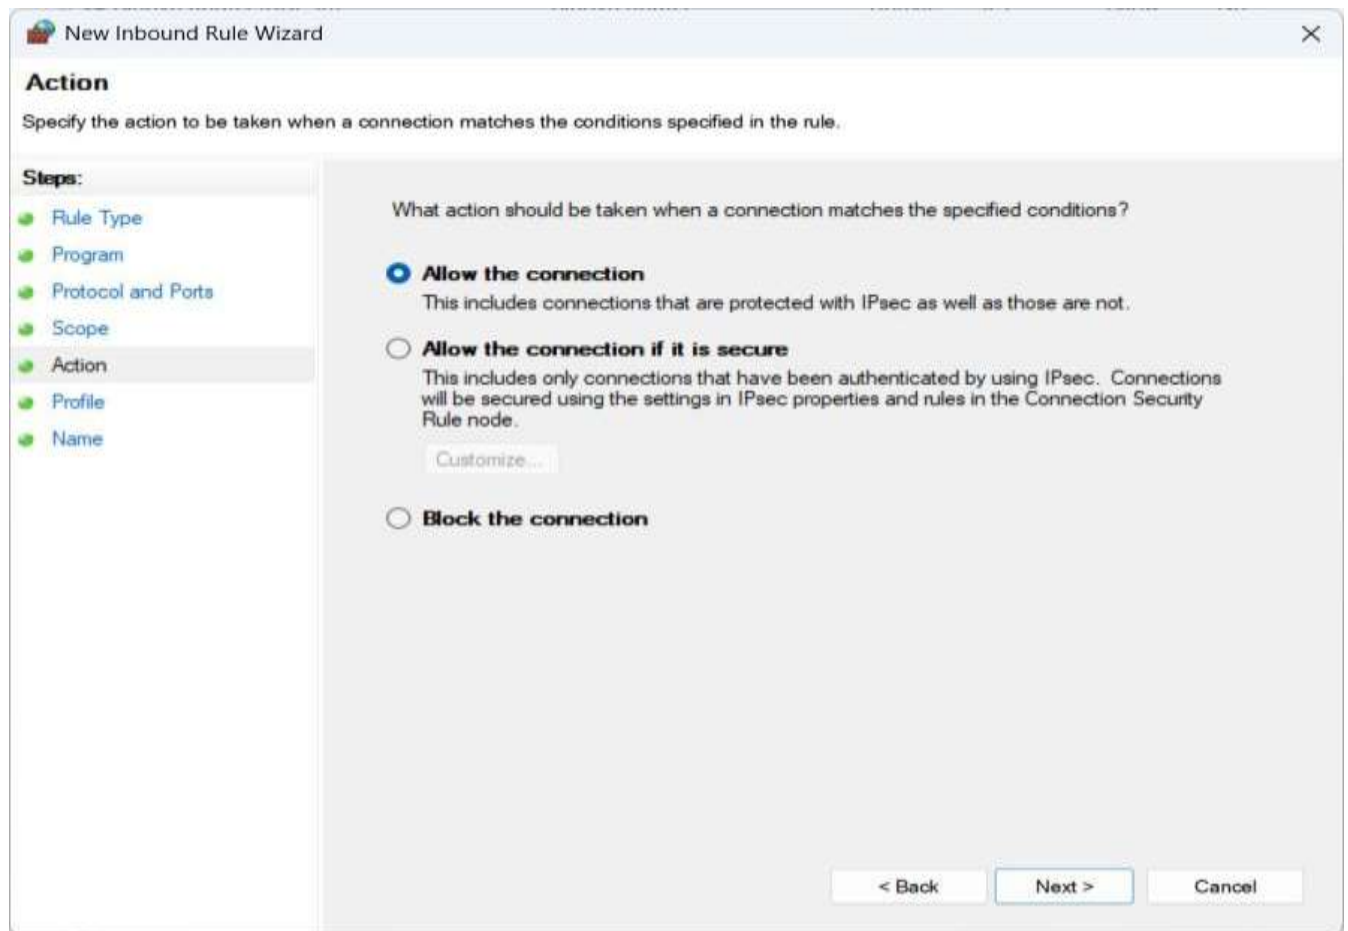 New Inbound Rule Wizard
Action
Specify the action to be taken when a connection matches the conditions specified in the rule.
Steps:
Rule Type
Program
Protocol and Ports
Scope
Action
Profile
Name
What action should be taken when a connection matches the specified conditions?
Allow the connection
This includes connections that are protected with IPsec as well as those are not.
Allow the connection if it is secure
This includes only connections that have been authenticated by using IPsec. Connections
will be secured using the settings in IPsec properties and rules in the Connection Security
Rule node.
Customize...
Block the connection
< Back
Next >
Cancel